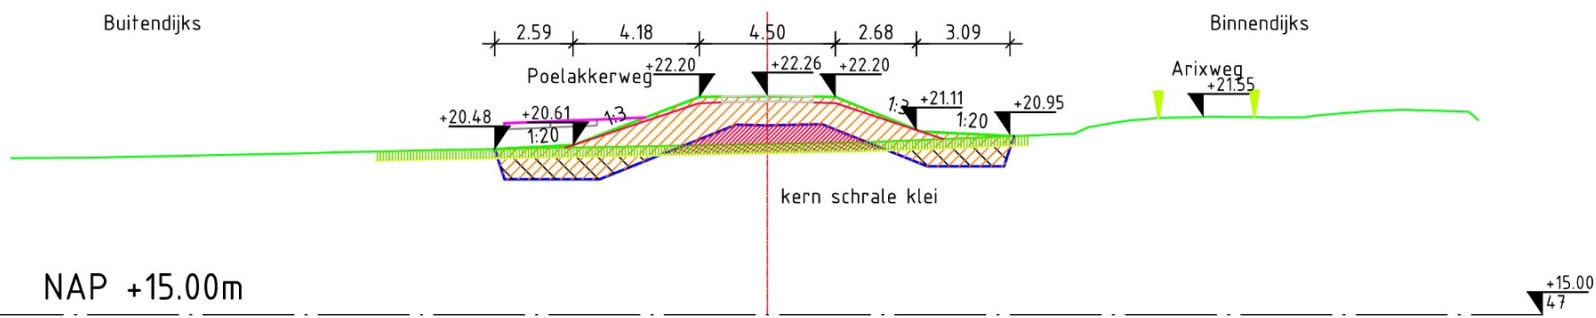 Buitendijks
Binnendijks
2.59 4.18 4.50 2.68 3.09
Poelakkerweg
+22.20
+22.26
+22.20
Arixweg
+21.55
+20.48
+20.61
1:3
1:20
1:3
+21.11
1:20
+20.95
kern schrale klei
NAP +15.00m
+15.00
47